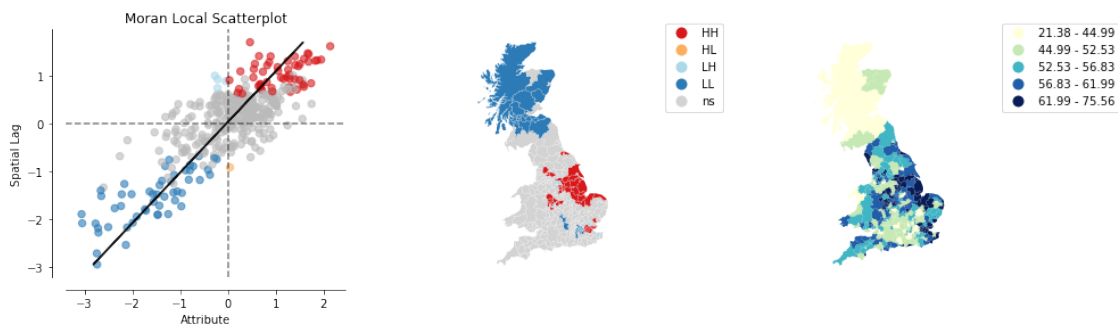 Moran Local Scatterplot
Spatial Lag
1
0
−1
−2
−3
−3 −2 −1 0 1 2
Attribute
HH
HL
LH
LL
ns
21.38 - 44.99
44.99 - 52.53
52.53 - 56.83
56.83 - 61.99
61.99 - 75.56